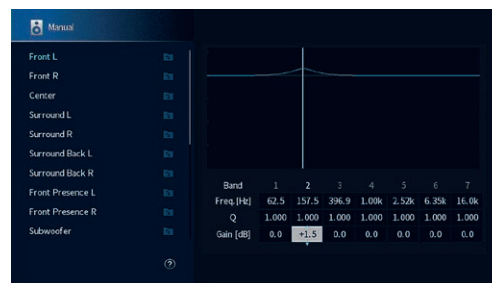 Manual
Front L
Front R
Center
Surround L
Surround R
Surround Back L
Surround Back R
Front Presence L
Front Presence R
Subwoofer
?
Band 1 2 3 4 5 6 7
Freq.[Hz] 62.5 157.5 396.9 1.00k 2.52k 6.35k 16.0k
Q 1.000 1.000 1.000 1.000 1.000 1.000 1.000
Gain [dB] 0.0 +1.5 0.0 0.0 0.0 0.0 0.0